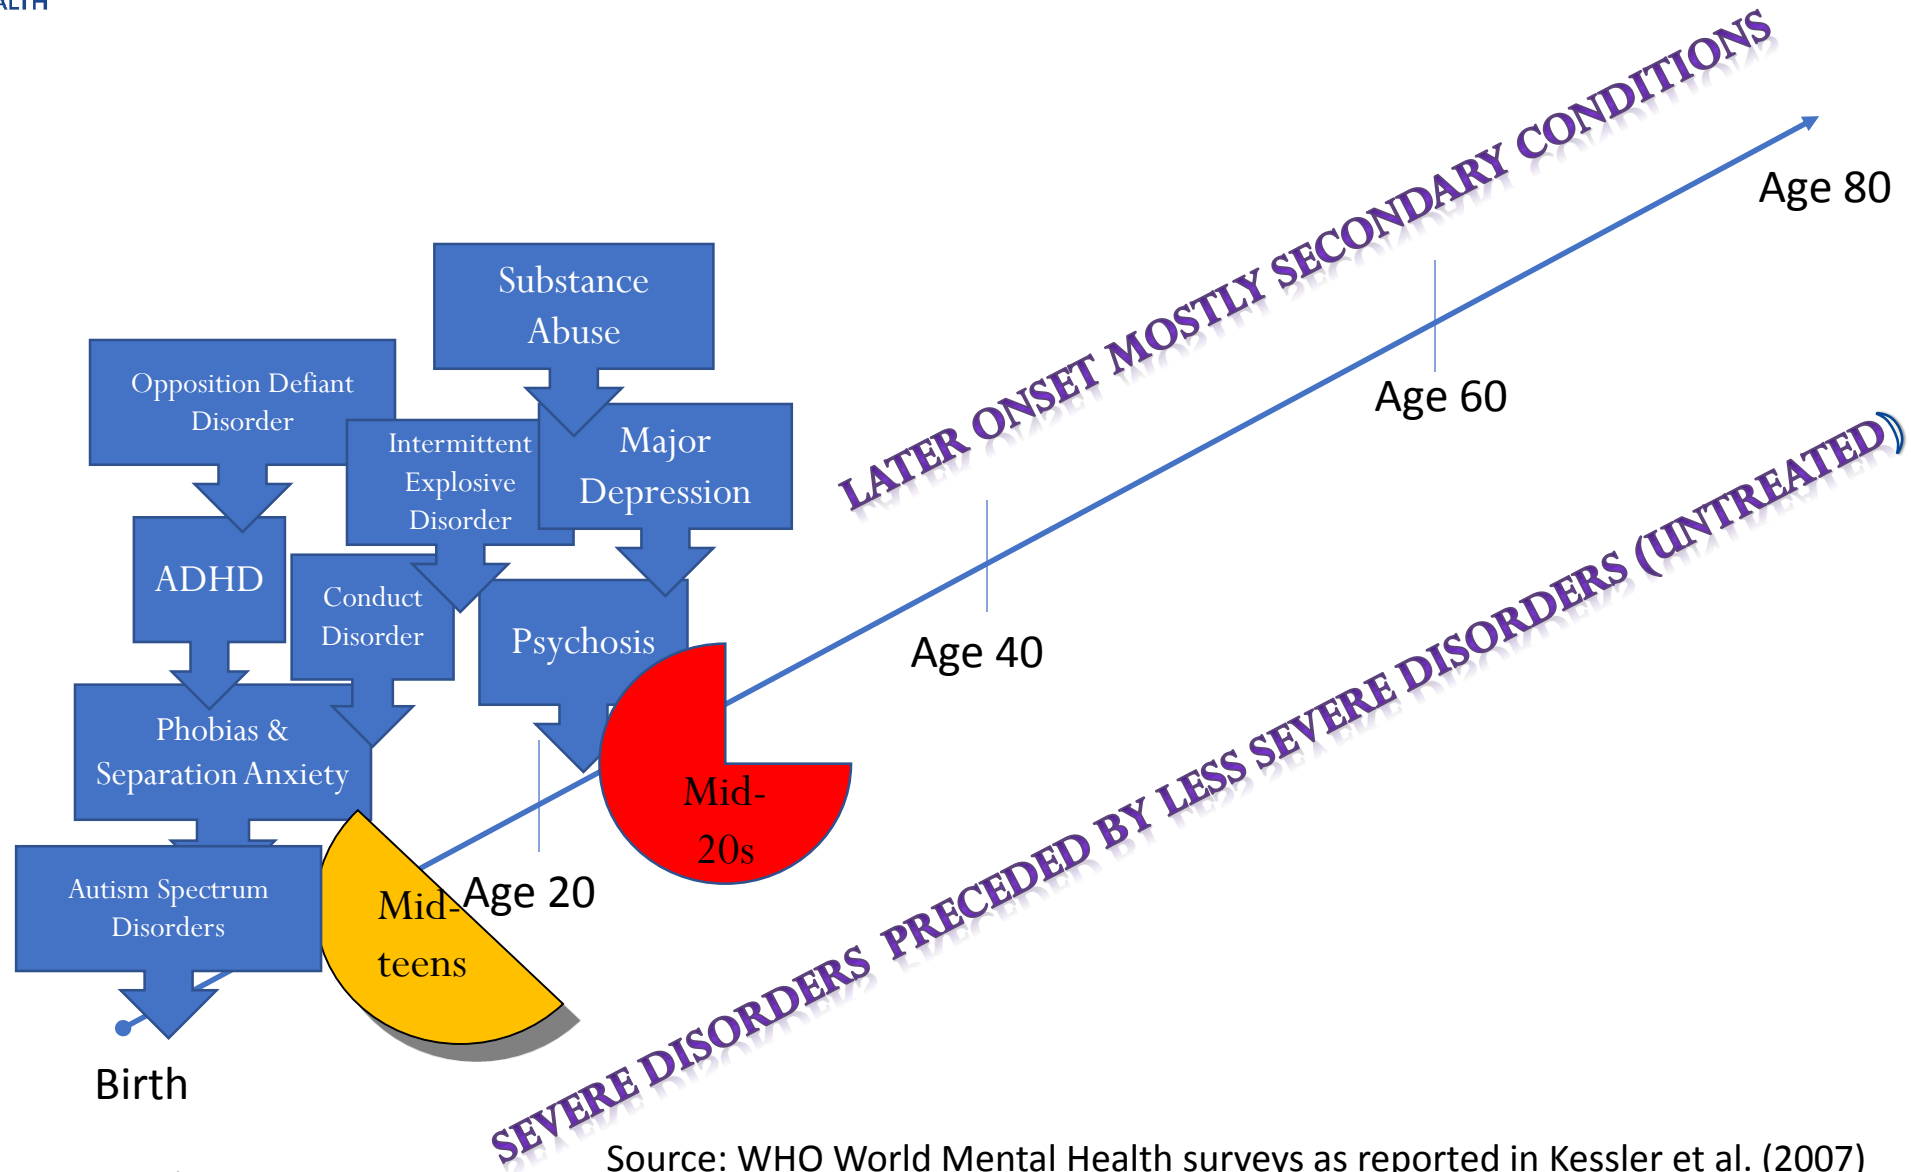 LATER ONSET MOSTLY SECONDARY CONDITIONS
Age 80
Substance
Abuse
Opposition Defiant
Disorder
Intermittent
Explosive
Disorder
Major
Depression
Age 60
ADHD
Conduct
Disorder
Psychosis
Age 40
Phobias &
Separation Anxiety
Mid-
20s
Autism Spectrum
Disorders
Mid-
teens
Age 20
Birth
SEVERE DISORDERS PRECEDED BY LESS SEVERE DISORDERS (UNTREATED)
Source: WHO World Mental Health surveys as reported in Kessler et al. (2007)